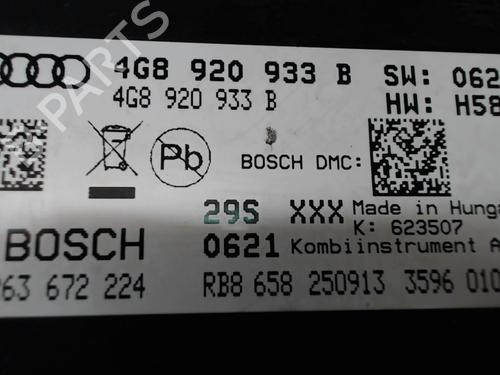 4G8 920 933 B SW: 062
4G8 920 933 B HW: H58
Pb BOSCH DMC:
29S XXX Made in Hunga
K: 623507
BOSCH 0621 Kombiinstrument A
263 672 224 RB8 658 250913 3596 010
PARTS